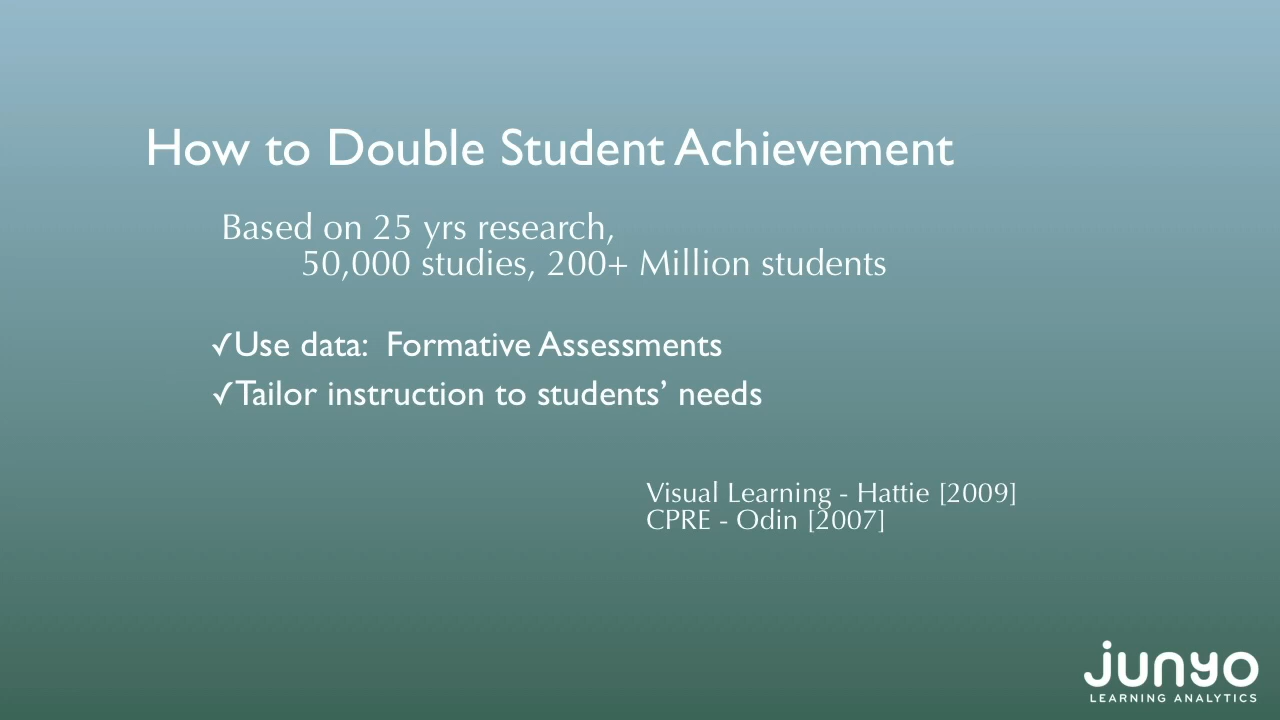 How to Double Student Achievement
Based on 25 yrs research,
50,000 studies, 200+ Million students
✓Use data: Formative Assessments
✓Tailor instruction to students’ needs
Visual Learning - Hattie [2009]
CPRE - Odin [2007]
junyo
LEARNING ANALYTICS